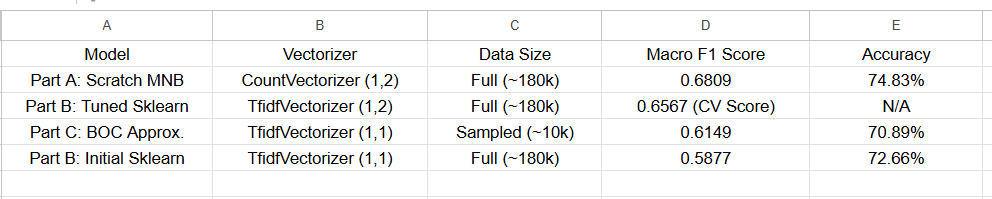 A B C D E
Model Vectorizer Data Size Macro F1 Score Accuracy
Part A: Scratch MNB CountVectorizer (1,2) Full (~180k) 0.6809 74.83%
Part B: Tuned Sklearn TfidfVectorizer (1,2) Full (~180k) 0.6567 (CV Score) N/A
Part C: BOC Approx. TfidfVectorizer (1,1) Sampled (~10k) 0.6149 70.89%
Part B: Initial Sklearn TfidfVectorizer (1,1) Full (~180k) 0.5877 72.66%